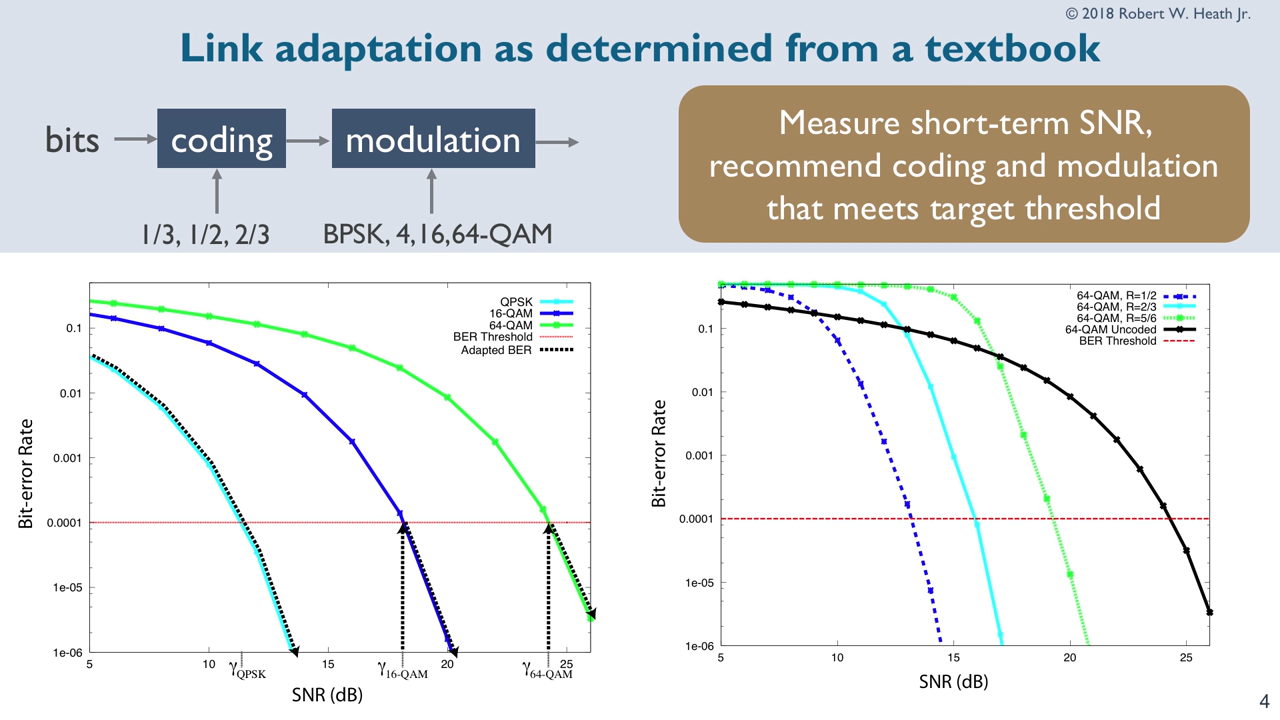 © 2018 Robert W. Heath Jr.
Link adaptation as determined from a textbook
bits
coding
modulation
1/3, 1/2, 2/3
BPSK, 4,16,64-QAM
Measure short-term SNR,
recommend coding and modulation
that meets target threshold
QPSK
16-QAM
64-QAM
BER Threshold
Adapted BER
0.1
0.01
0.001
0.0001
1e-05
1e-06
5
10
15
20
25
γQPSK
γ16-QAM
γ64-QAM
Bit-error Rate
SNR (dB)
64-QAM, R=1/2
64-QAM, R=2/3
64-QAM, R=5/6
64-QAM Uncoded
BER Threshold
0.1
0.01
0.001
0.0001
1e-05
1e-06
5
10
15
20
25
Bit-error Rate
SNR (dB)
4